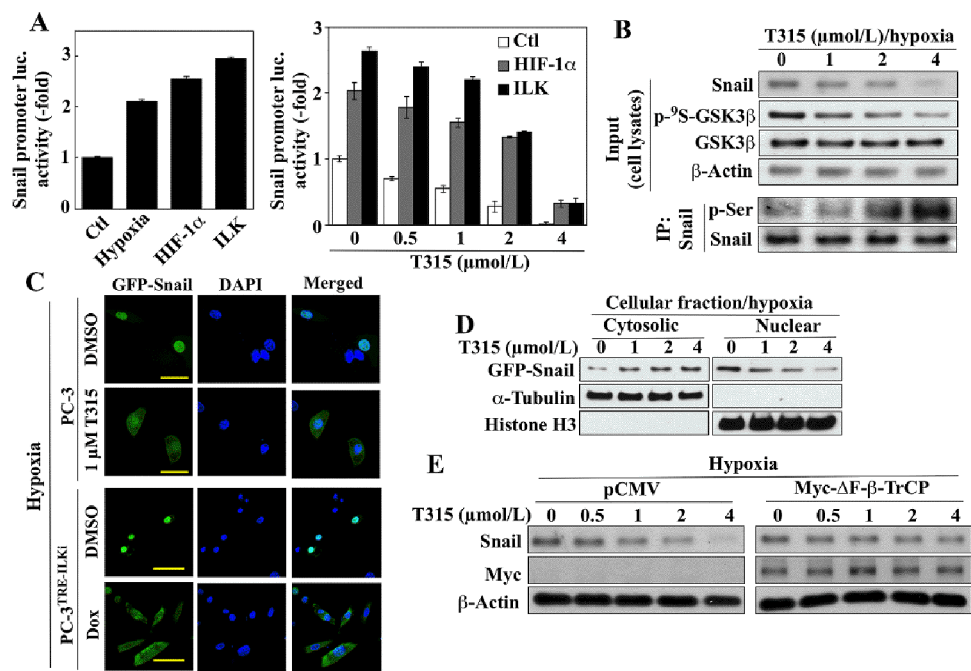 A
Snail promoter luc.
activity (-fold)
3
2
1
0
Ctl
Hypoxia
HIF-1α
ILK
Snail promoter luc.
activity (-fold)
3
2
1
0
Ctl
HIF-1α
ILK
0 0.5 1 2 4
T315 (µmol/L)
B
T315 (µmol/L)/hypoxia
0 1 2 4
Input
(cell lysates)
Snail
p-⁹S-GSK3β
GSK3β
β-Actin
IP:
Snail
p-Ser
Snail
C
GFP-Snail DAPI Merged
Hypoxia
PC-3
DMSO
1 µM T315
PC-3ᵀᴿᴱ⁻ᴵᴸᴷⁱ
DMSO
Dox
D
Cellular fraction/hypoxia
Cytosolic Nuclear
T315 (µmol/L) 0 1 2 4 0 1 2 4
GFP-Snail
α-Tubulin
Histone H3
E
Hypoxia
pCMV Myc-ΔF-β-TrCP
T315 (µmol/L) 0 0.5 1 2 4 0 0.5 1 2 4
Snail
Myc
β-Actin